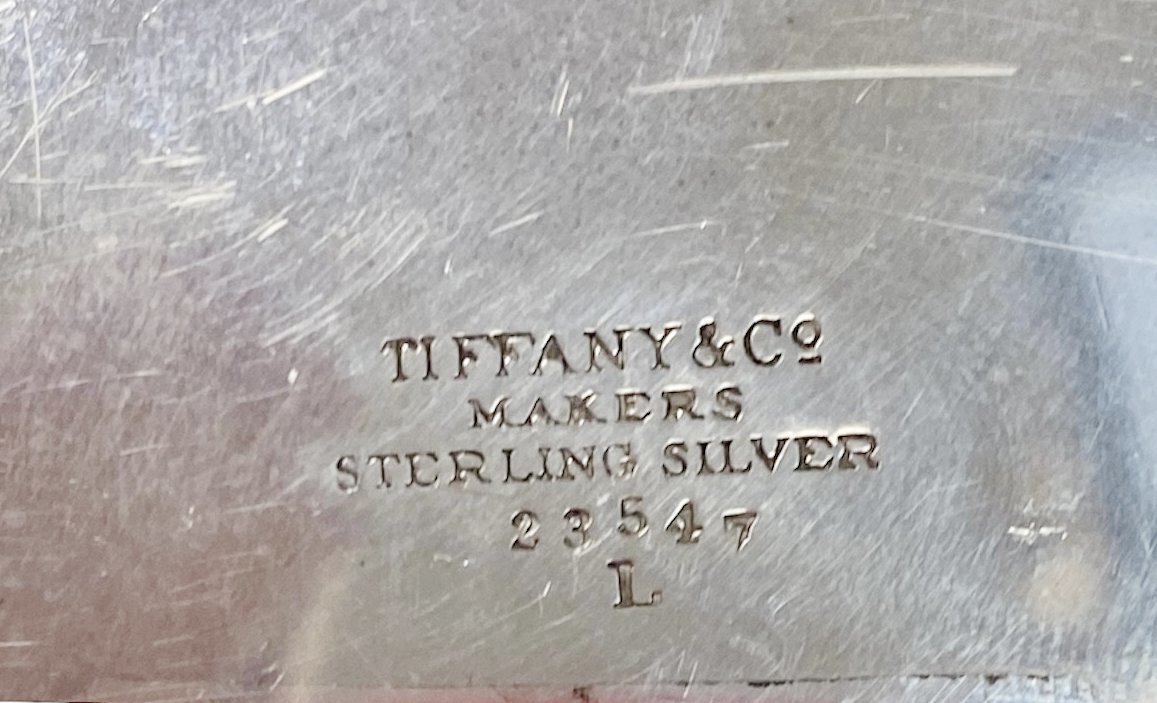 TIFFANY & Cº
MAKERS
STERLING SILVER
23547
L